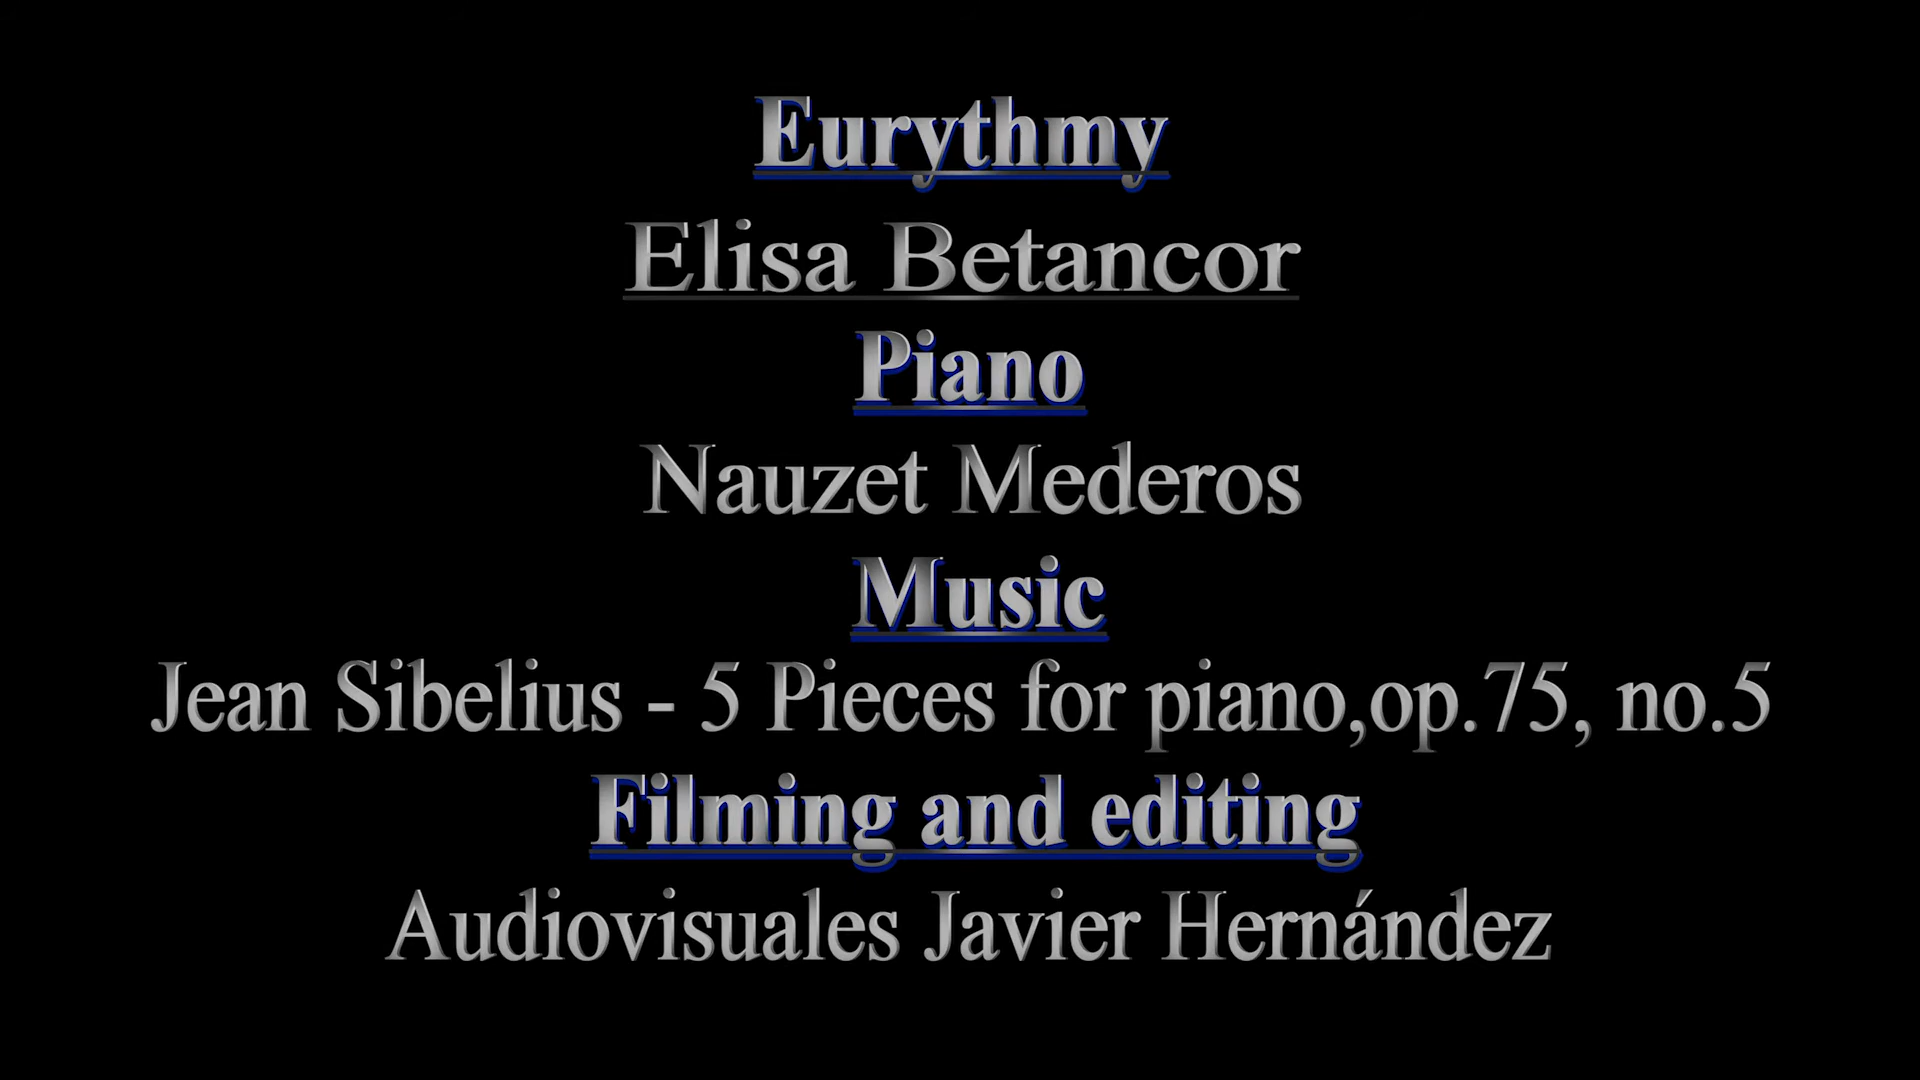 Eurythmy
Elisa Betancor
Piano
Nauzet Mederos
Music
Jean Sibelius - 5 Pieces for piano,op.75, no.5
Filming and editing
Audiovisuales Javier Hernández